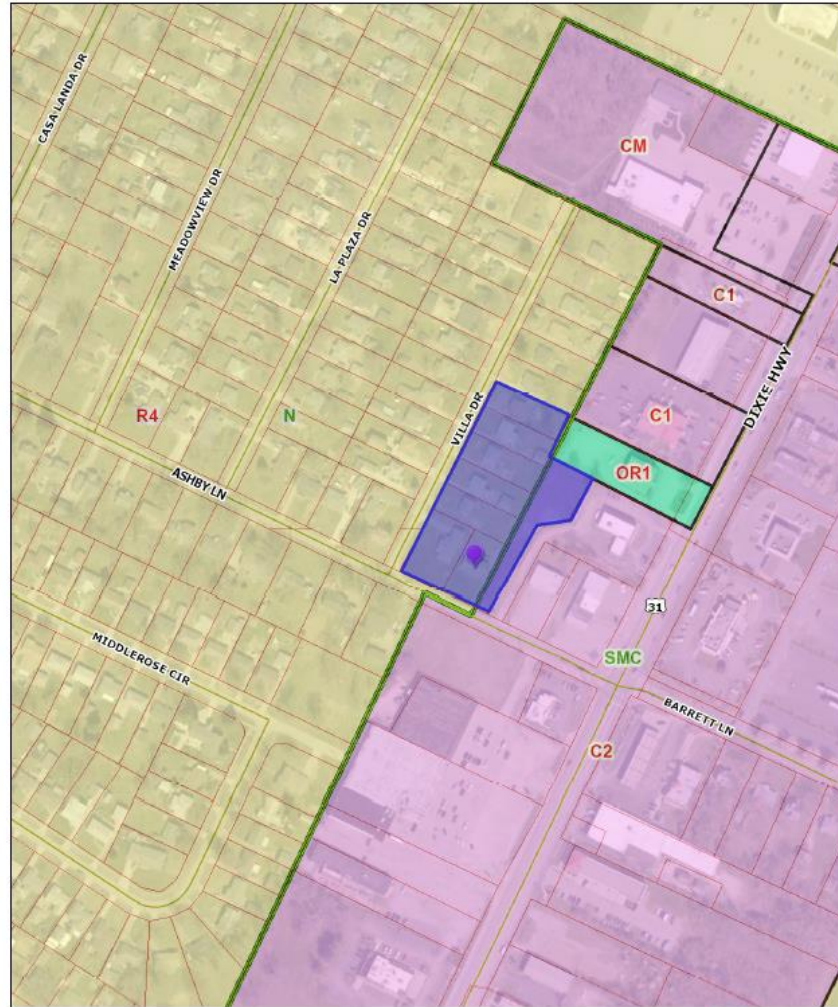 CASA LANDA DR
MEADOWVIEW DR
LA PLAZA DR
CM
C1
DIXIE HWY
VILLA DR
R4
N
C1
ASHBY LN
OR1
31
MIDDLEROSE CIR
SMC
BARRETT LN
C2